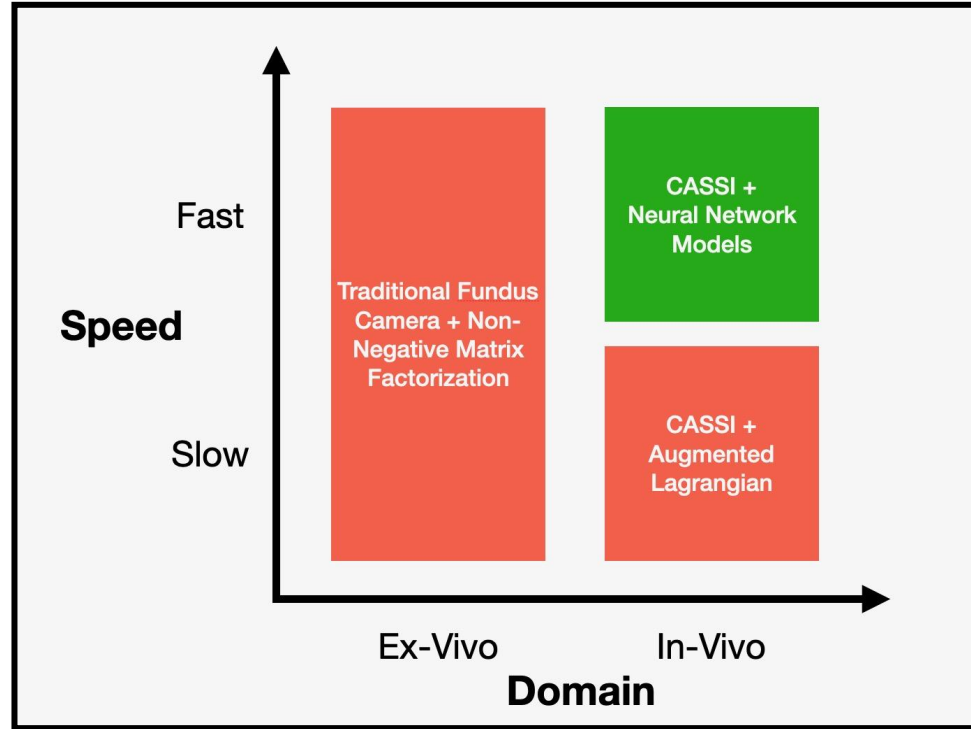 Fast
Speed
Slow
Traditional Fundus
Camera + Non-
Negative Matrix
Factorization
CASSI +
Neural Network
Models
CASSI +
Augmented
Lagrangian
Ex-Vivo
In-Vivo
Domain